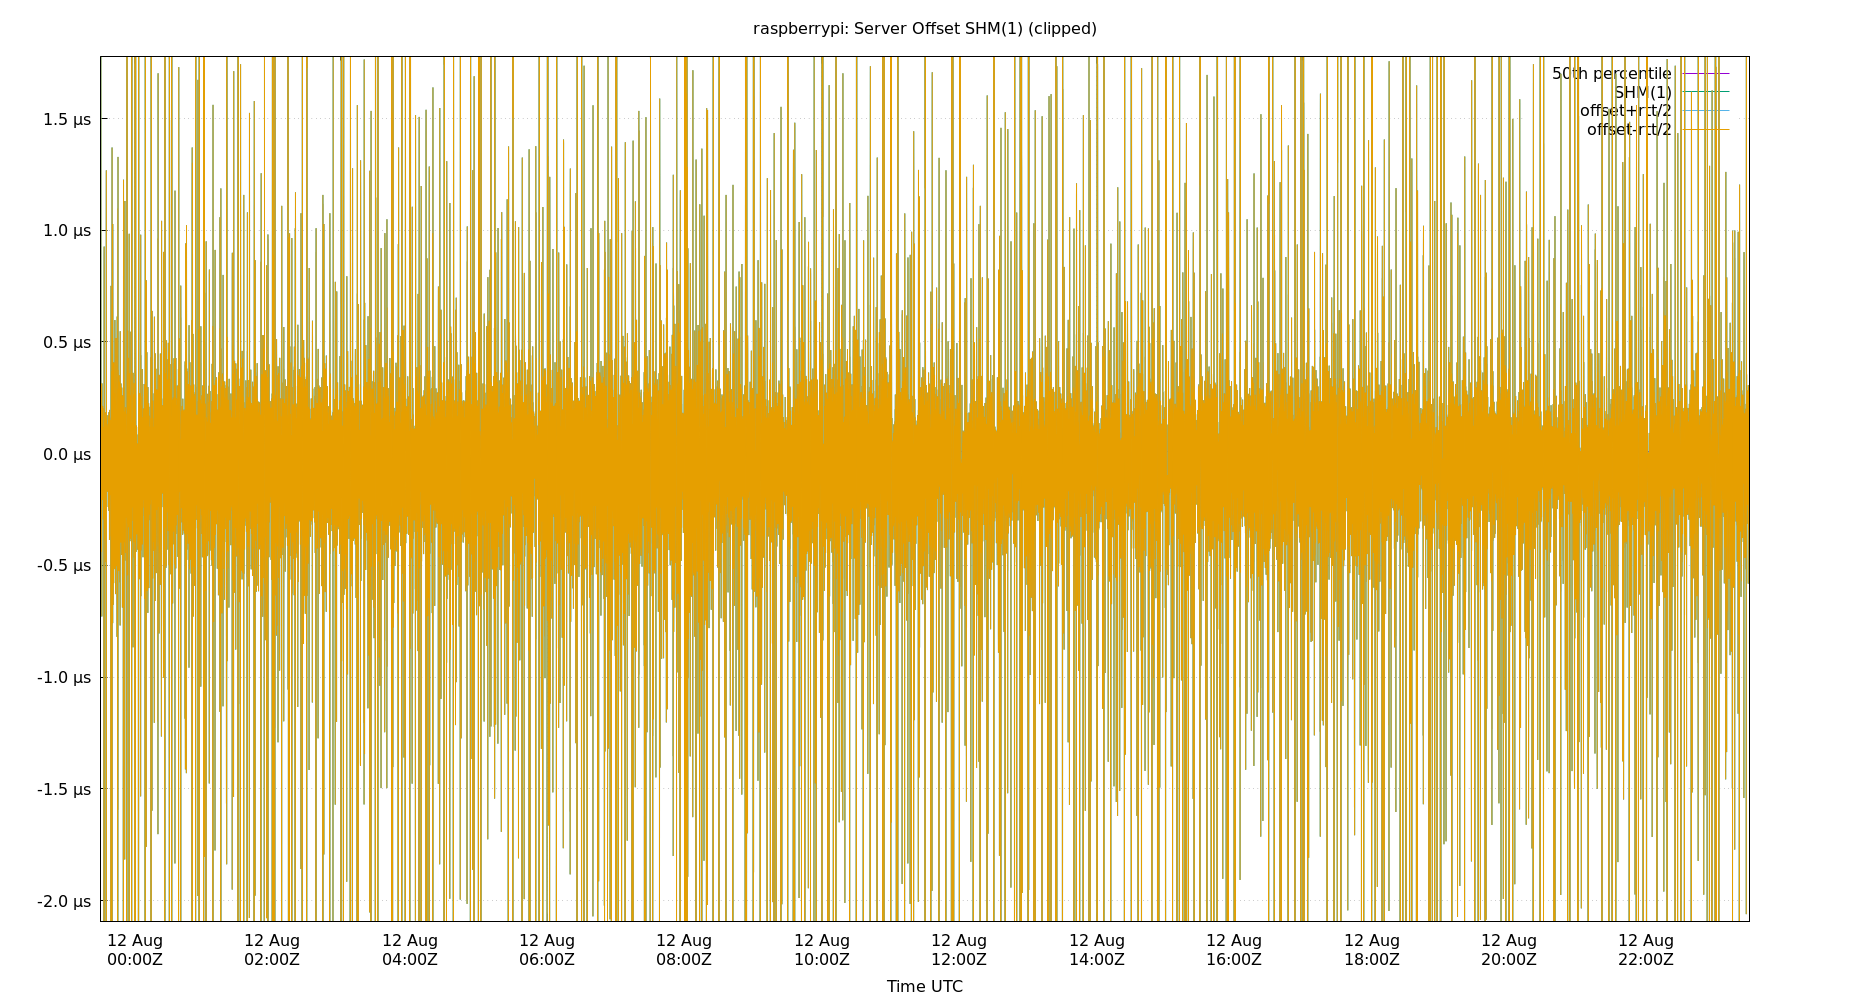 raspberrypi: Server Offset SHM(1) (clipped)
50th percentile
SHM(1)
offset+rtt/2
offset-rtt/2
1.5 µs
1.0 µs
0.5 µs
0.0 µs
-0.5 µs
-1.0 µs
-1.5 µs
-2.0 µs
12 Aug 12 Aug 12 Aug 12 Aug 12 Aug 12 Aug 12 Aug 12 Aug 12 Aug 12 Aug 12 Aug 12 Aug
00:00Z 02:00Z 04:00Z 06:00Z 08:00Z 10:00Z 12:00Z 14:00Z 16:00Z 18:00Z 20:00Z 22:00Z
Time UTC